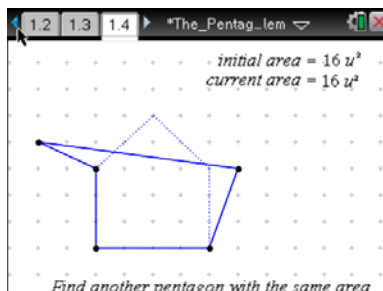 1.2 1.3 1.4 *The_Pentag...lem
initial area = 16 u²
current area = 16 u²
Find another pentagon with the same area